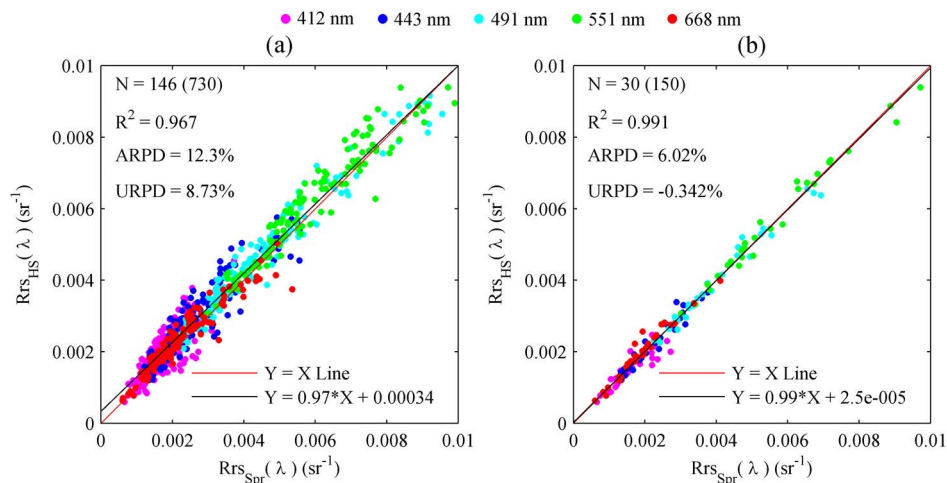 412 nm 443 nm 491 nm 551 nm 668 nm
(a)
0.01
0.008
0.006
0.004
0.002
0
N = 146 (730)
R² = 0.967
ARPD = 12.3%
URPD = 8.73%
Y = X Line
Y = 0.97*X + 0.00034
0 0.002 0.004 0.006 0.008 0.01
Rrs_Spr(λ) (sr⁻¹)
Rrs_HS(λ) (sr⁻¹)
(b)
0.01
0.008
0.006
0.004
0.002
0
N = 30 (150)
R² = 0.991
ARPD = 6.02%
URPD = -0.342%
Y = X Line
Y = 0.99*X + 2.5e-005
0 0.002 0.004 0.006 0.008 0.01
Rrs_Spr(λ) (sr⁻¹)
Rrs_HS(λ) (sr⁻¹)